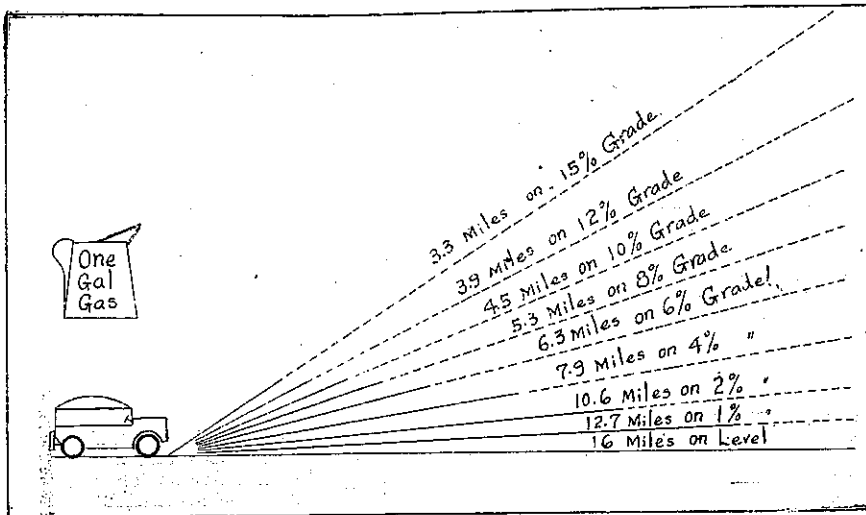 3.3 Miles on 15% Grade.
3.9 Miles on 12% Grade
4.5 Miles on 10% Grade
5.3 Miles on 8% Grade.
6.3 Miles on 6% Grade!
7.9 Miles on 4% "
10.6 Miles on 2% "
12.7 Miles on 1% "
16 Miles on Level
One
Gal
Gas